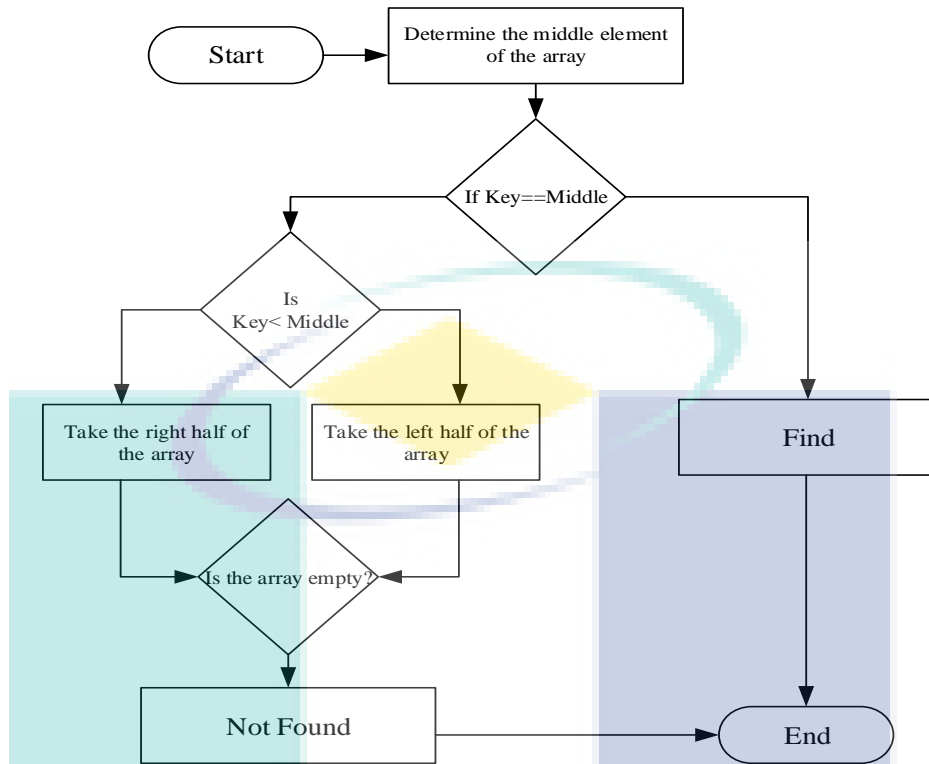 Start
Determine the middle element
of the array
If Key==Middle
Is
Key< Middle
Take the right half of
the array
Take the left half of the
array
Find
Is the array empty?
Not Found
End